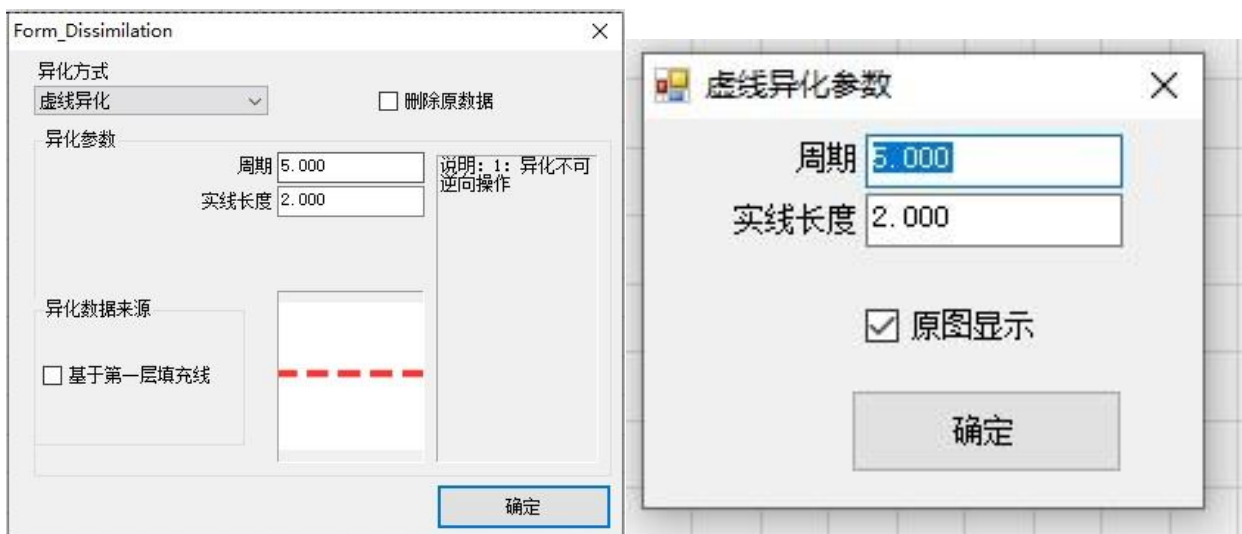 Form_Dissimilation
异化方式
虚线异化
删除原数据
异化参数
周期 5.000
实线长度 2.000
说明: 1: 异化不可
逆向操作
异化数据来源
基于第一层填充线
确定
虚线异化参数
周期 5.000
实线长度 2.000
原图显示
确定